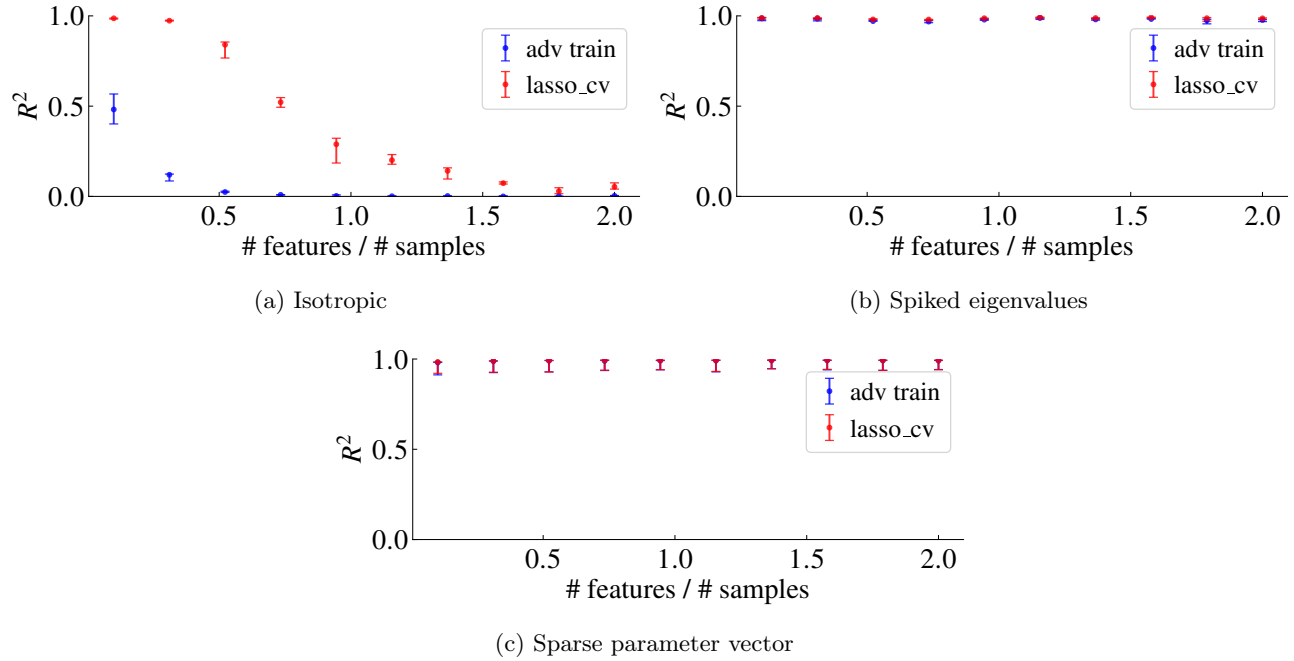 1.0
0.5
1.0
R²
adv train
lasso_cv
0.5
1.0
1.5
2.0
# features / # samples
(a) Isotropic
1.0
0.5
1.0
R²
adv train
lasso_cv
0.5
1.0
1.5
2.0
# features / # samples
(b) Spiked eigenvalues
1.0
0.5
1.0
R²
adv train
lasso_cv
0.5
1.0
1.5
2.0
# features / # samples
(c) Sparse parameter vector